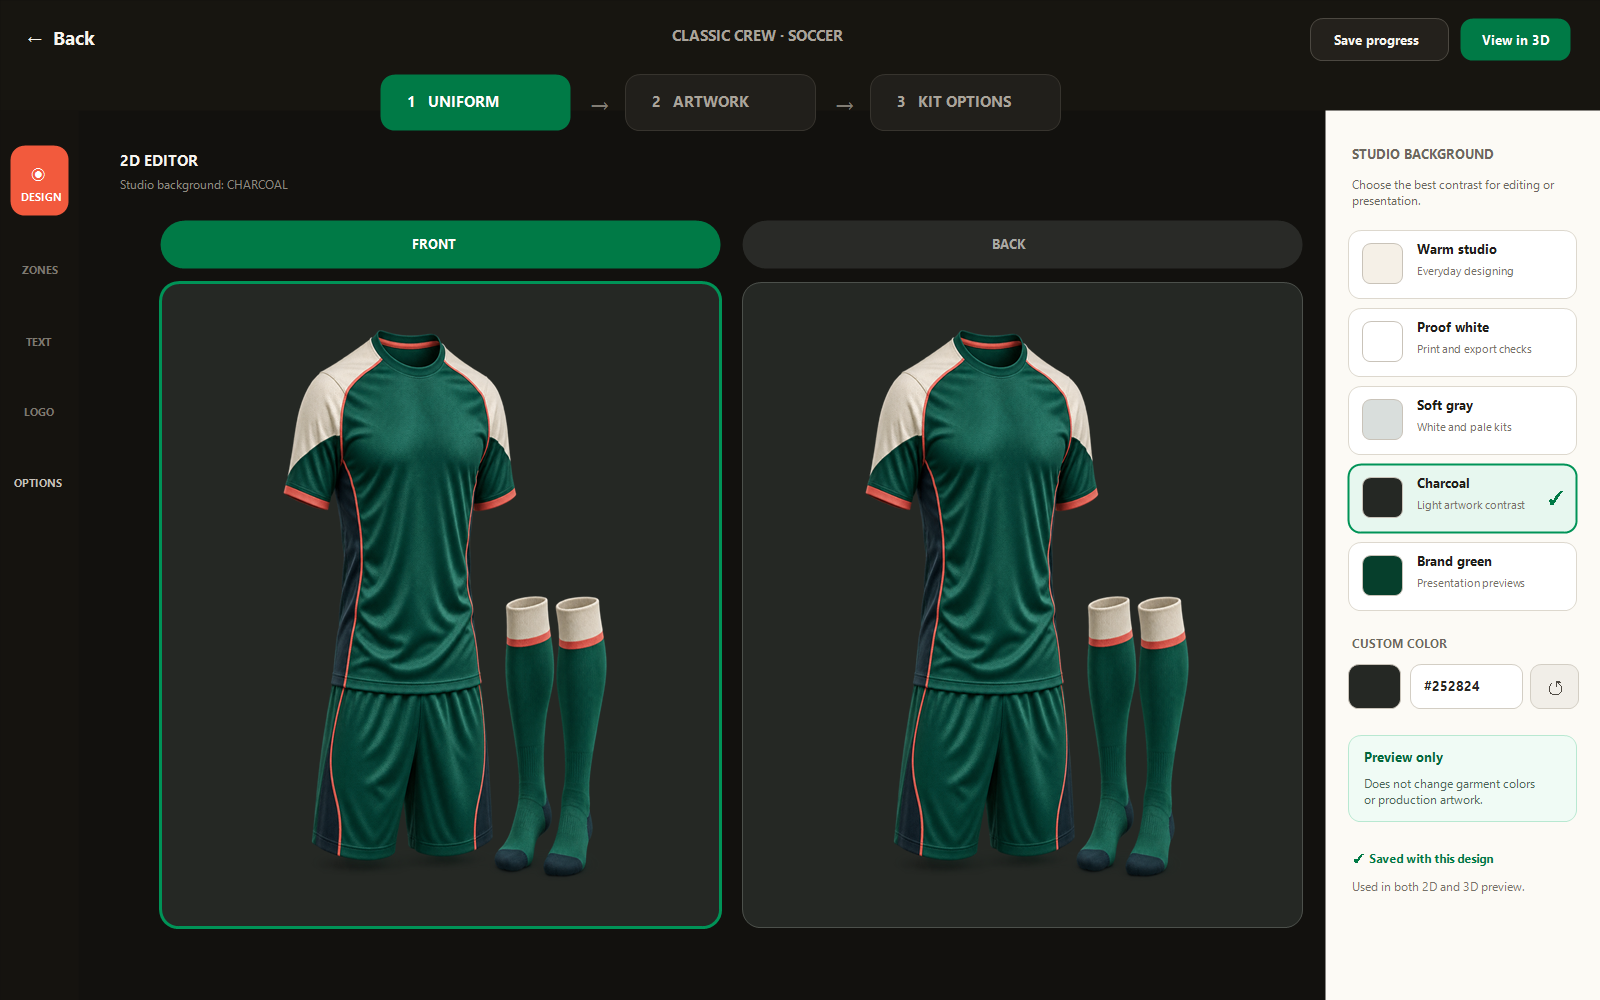 ← Back
CLASSIC CREW · SOCCER
Save progress
View in 3D
1 UNIFORM → 2 ARTWORK → 3 KIT OPTIONS
DESIGN
ZONES
TEXT
LOGO
OPTIONS
2D EDITOR
Studio background: CHARCOAL
FRONT
BACK
STUDIO BACKGROUND
Choose the best contrast for editing or
presentation.
Warm studio
Everyday designing
Proof white
Print and export checks
Soft gray
White and pale kits
Charcoal
Light artwork contrast ✓
Brand green
Presentation previews
CUSTOM COLOR
#252824
Preview only
Does not change garment colors
or production artwork.
✓ Saved with this design
Used in both 2D and 3D preview.